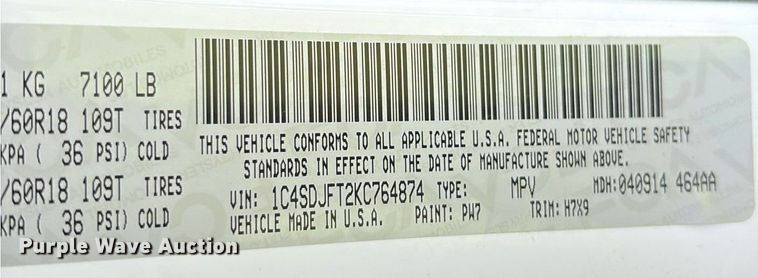 1 KG 7100 LB
/60R18 109T TIRES
KPA ( 36 PSI) COLD
/60R18 109T TIRES
KPA ( 36 PSI) COLD
THIS VEHICLE CONFORMS TO ALL APPLICABLE U.S.A. FEDERAL MOTOR VEHICLE SAFETY
STANDARDS IN EFFECT ON THE DATE OF MANUFACTURE SHOWN ABOVE.
VIN: 1C4SDJFT2KC764874 TYPE: MPV MDH:040914 464AA
VEHICLE MADE IN U.S.A. PAINT: PW7 TRIM: H7X9
Purple Wave Auction